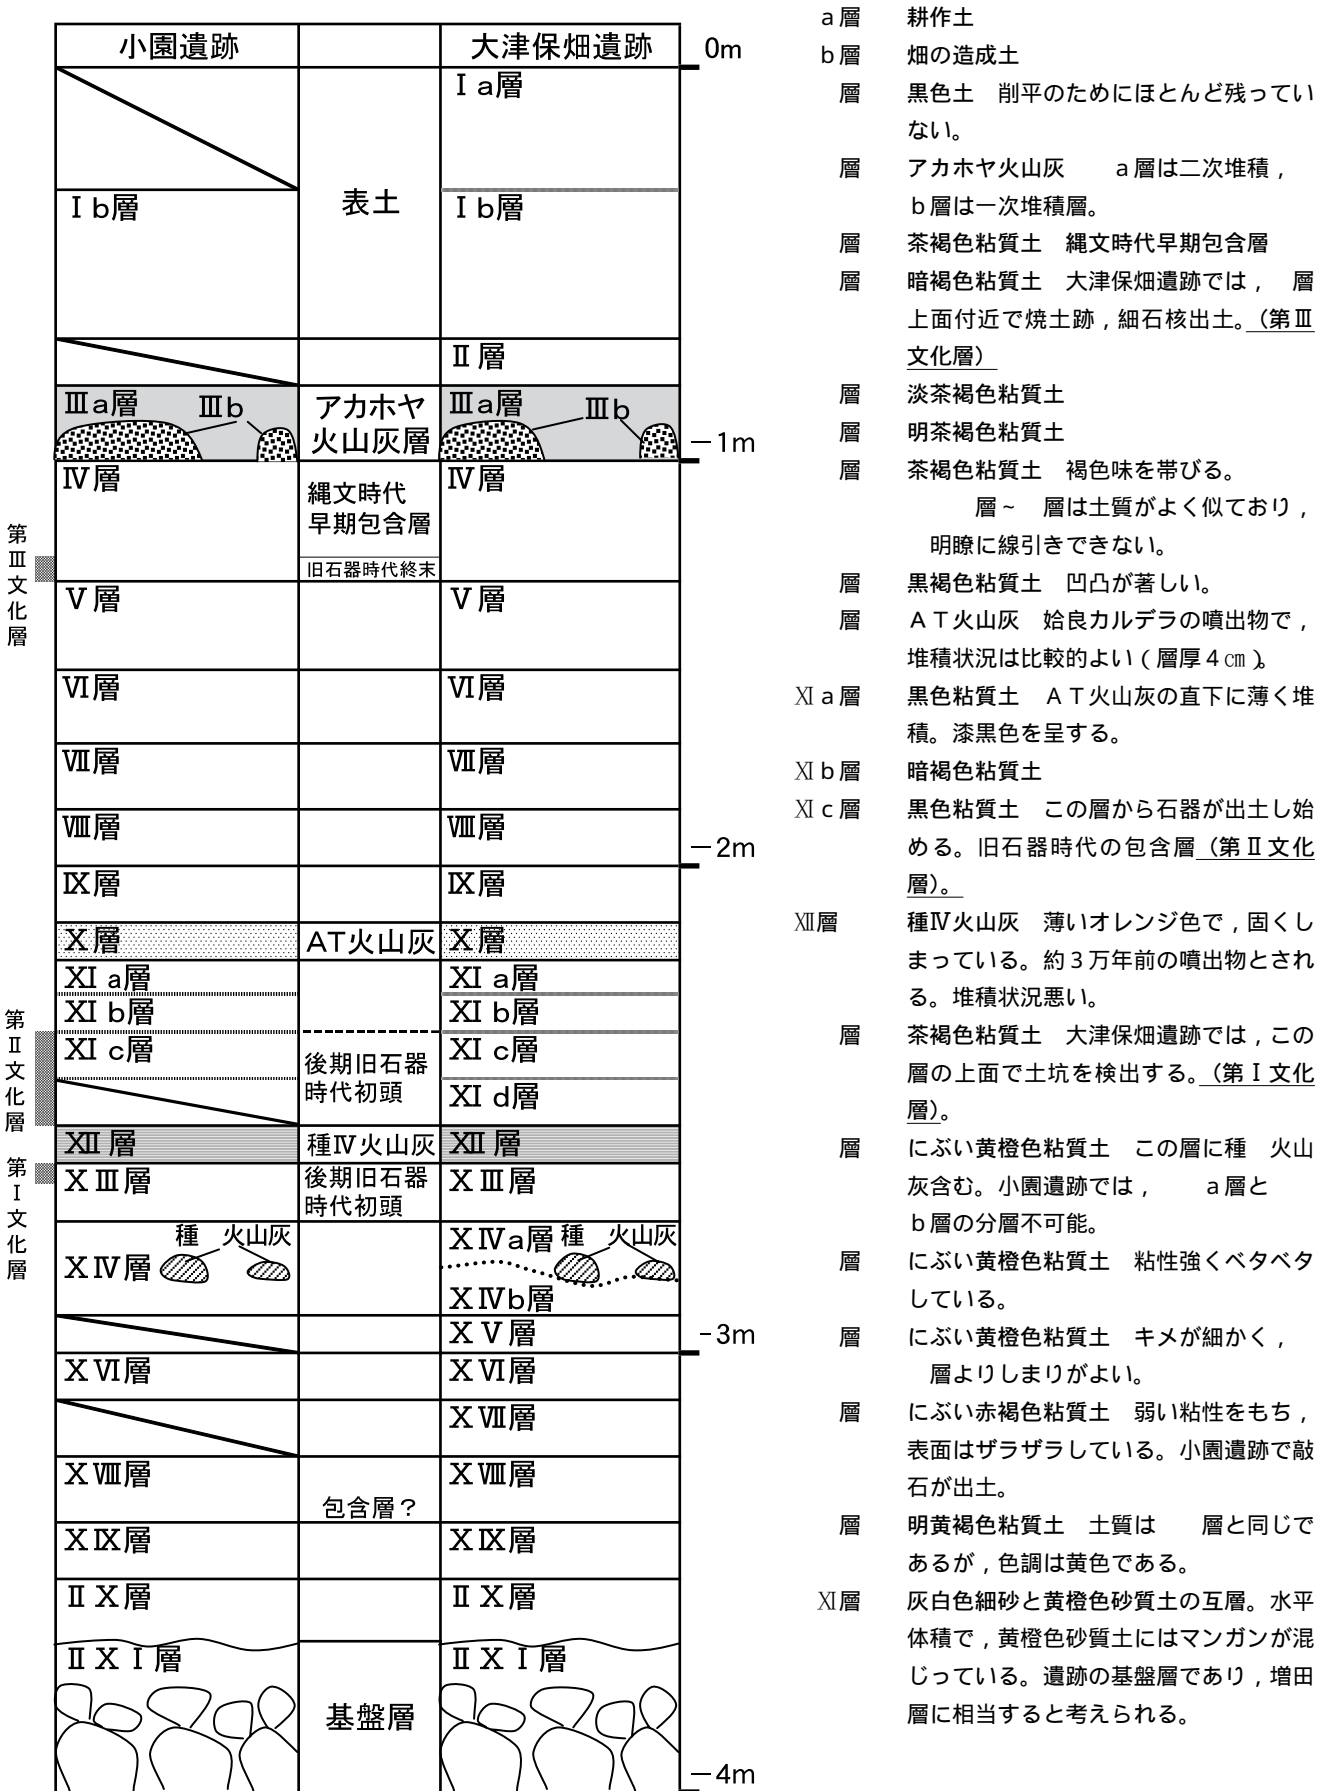 小園遺跡
大津保畑遺跡
0m
Ⅰa層
表土
Ⅰb層
Ⅰb層
Ⅱ層
Ⅲa層
Ⅲb
アカホヤ
火山灰層
Ⅲa層
Ⅲb
1m
Ⅳ層
縄文時代
早期包含層
旧石器時代終末
Ⅳ層
第Ⅲ文化層
Ⅴ層
Ⅴ層
Ⅵ層
Ⅵ層
Ⅶ層
Ⅶ層
Ⅷ層
Ⅷ層
2m
Ⅸ層
Ⅸ層
Ⅹ層
AT火山灰
Ⅹ層
ⅩⅠa層
ⅩⅠa層
ⅩⅠb層
ⅩⅠb層
第Ⅱ文化層
ⅩⅠc層
後期旧石器
時代初頭
ⅩⅠc層
ⅩⅠd層
ⅩⅡ層
種Ⅳ火山灰
ⅩⅡ層
第Ⅰ文化層
ⅩⅢ層
後期旧石器
時代初頭
ⅩⅢ層
ⅩⅣ層
種 火山灰
ⅩⅣa層
種 火山灰
ⅩⅣb層
ⅩⅤ層
3m
ⅩⅥ層
ⅩⅥ層
ⅩⅦ層
ⅩⅧ層
包含層?
ⅩⅧ層
ⅩⅨ層
ⅩⅨ層
ⅡⅩ層
ⅡⅩ層
ⅡⅩⅠ層
基盤層
ⅡⅩⅠ層
4m
a層 耕作土
b層 畑の造成土
層 黒色土 削平のためにほとんど残ってい
ない。
層 アカホヤ火山灰 a層は二次堆積,
b層は一次堆積層。
層 茶褐色粘質土 縄文時代早期包含層
層 暗褐色粘質土 大津保畑遺跡では, 層
上面付近で焼土跡,細石核出土。(第Ⅲ
文化層)
層 淡茶褐色粘質土
層 明茶褐色粘質土
層 茶褐色粘質土 褐色味を帯びる。
層~ 層は土質がよく似ており,
明瞭に線引きできない。
層 黒褐色粘質土 凹凸が著しい。
層 AT火山灰 姶良カルデラの噴出物で,
堆積状況は比較的よい(層厚4㎝)。
Ⅺa層 黒色粘質土 AT火山灰の直下に薄く堆
積。漆黒色を呈する。
Ⅺb層 暗褐色粘質土
Ⅺc層 黒色粘質土 この層から石器が出土し始
める。旧石器時代の包含層(第Ⅱ文化
層)。
Ⅻ層 種Ⅳ火山灰 薄いオレンジ色で,固くし
まっている。約3万年前の噴出物とされ
る。堆積状況悪い。
層 茶褐色粘質土 大津保畑遺跡では,この
層の上面で土坑を検出する。(第Ⅰ文化
層)。
層 にぶい黄橙色粘質土 この層に種 火山
灰含む。小園遺跡では, a層と
b層の分層不可能。
層 にぶい黄橙色粘質土 粘性強くベタベタ
している。
層 にぶい黄橙色粘質土 キメが細かく,
層よりしまりがよい。
層 にぶい赤褐色粘質土 弱い粘性をもち,
表面はザラザラしている。小園遺跡で敲
石が出土。
層 明黄褐色粘質土 土質は 層と同じで
あるが,色調は黄色である。
Ⅺ層 灰白色細砂と黄橙色砂質土の互層。水平
体積で,黄橙色砂質土にはマンガンが混
じっている。遺跡の基盤層であり,増田
層に相当すると考えられる。